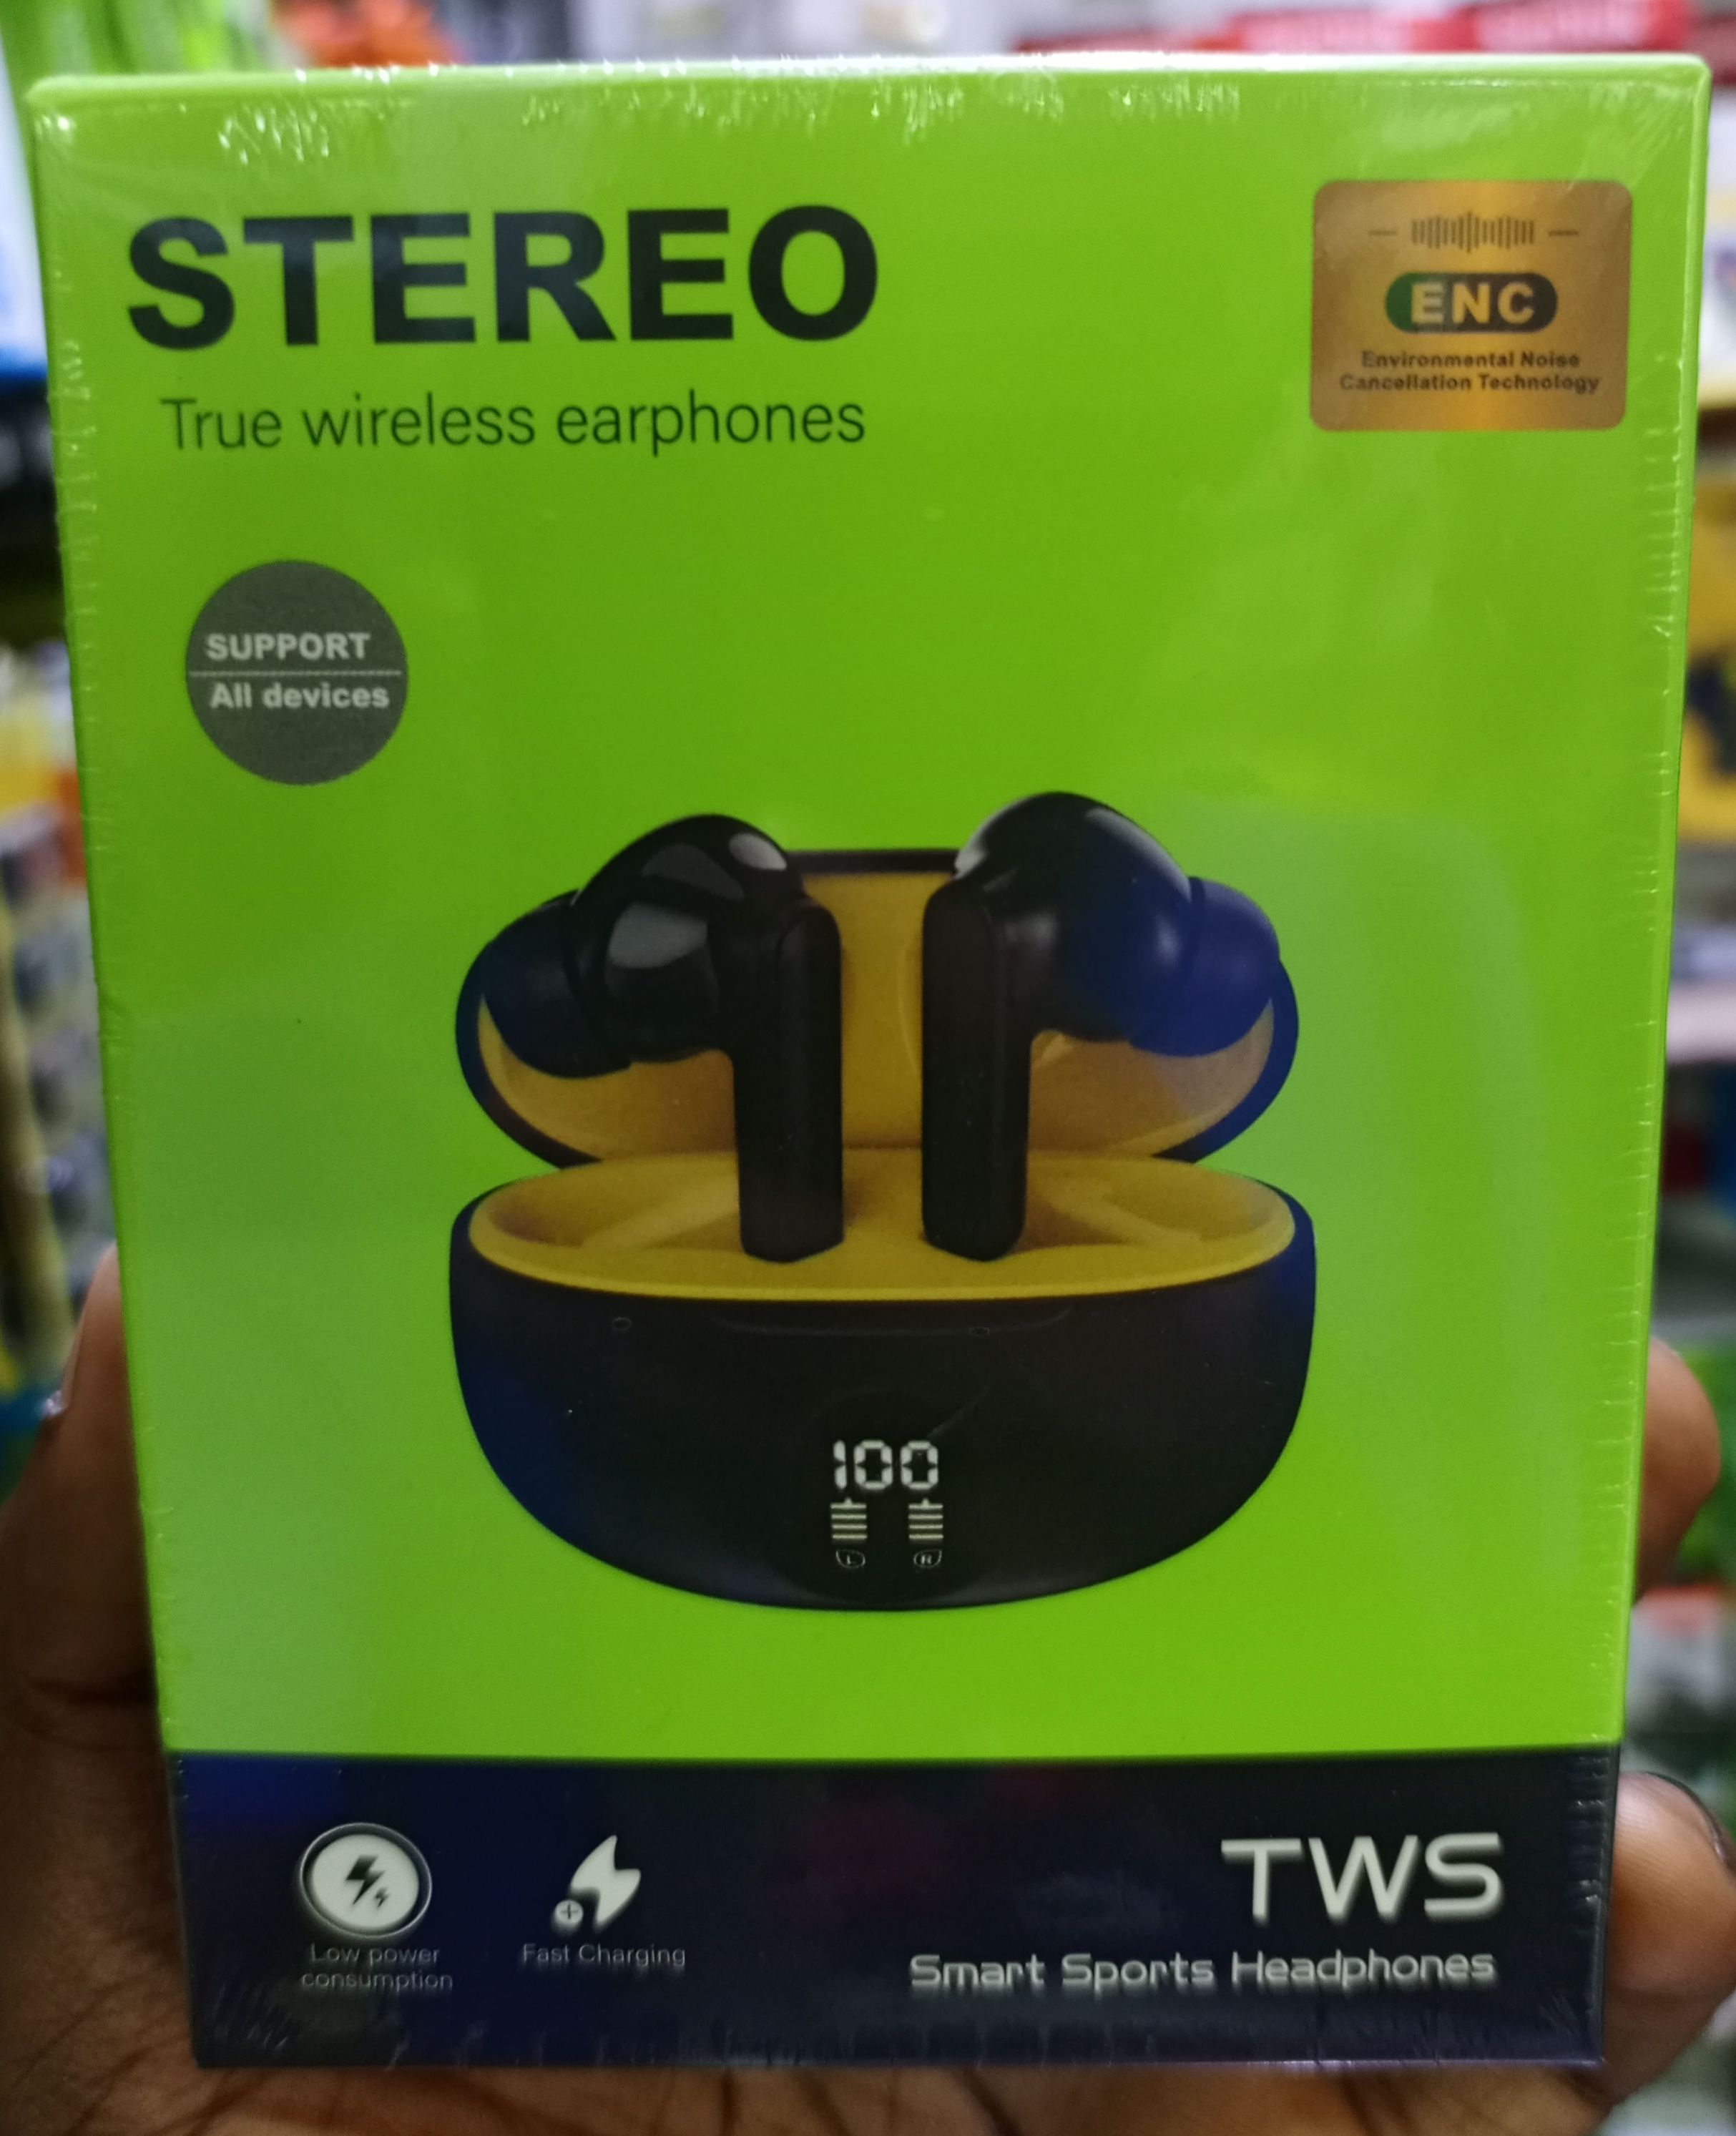 STEREO
True wireless earphones
ENC
Environmental Noise
Cancellation Technology
SUPPORT
All devices
100
L R
Low power
consumption
Fast Charging
TWS
Smart Sports Headphones